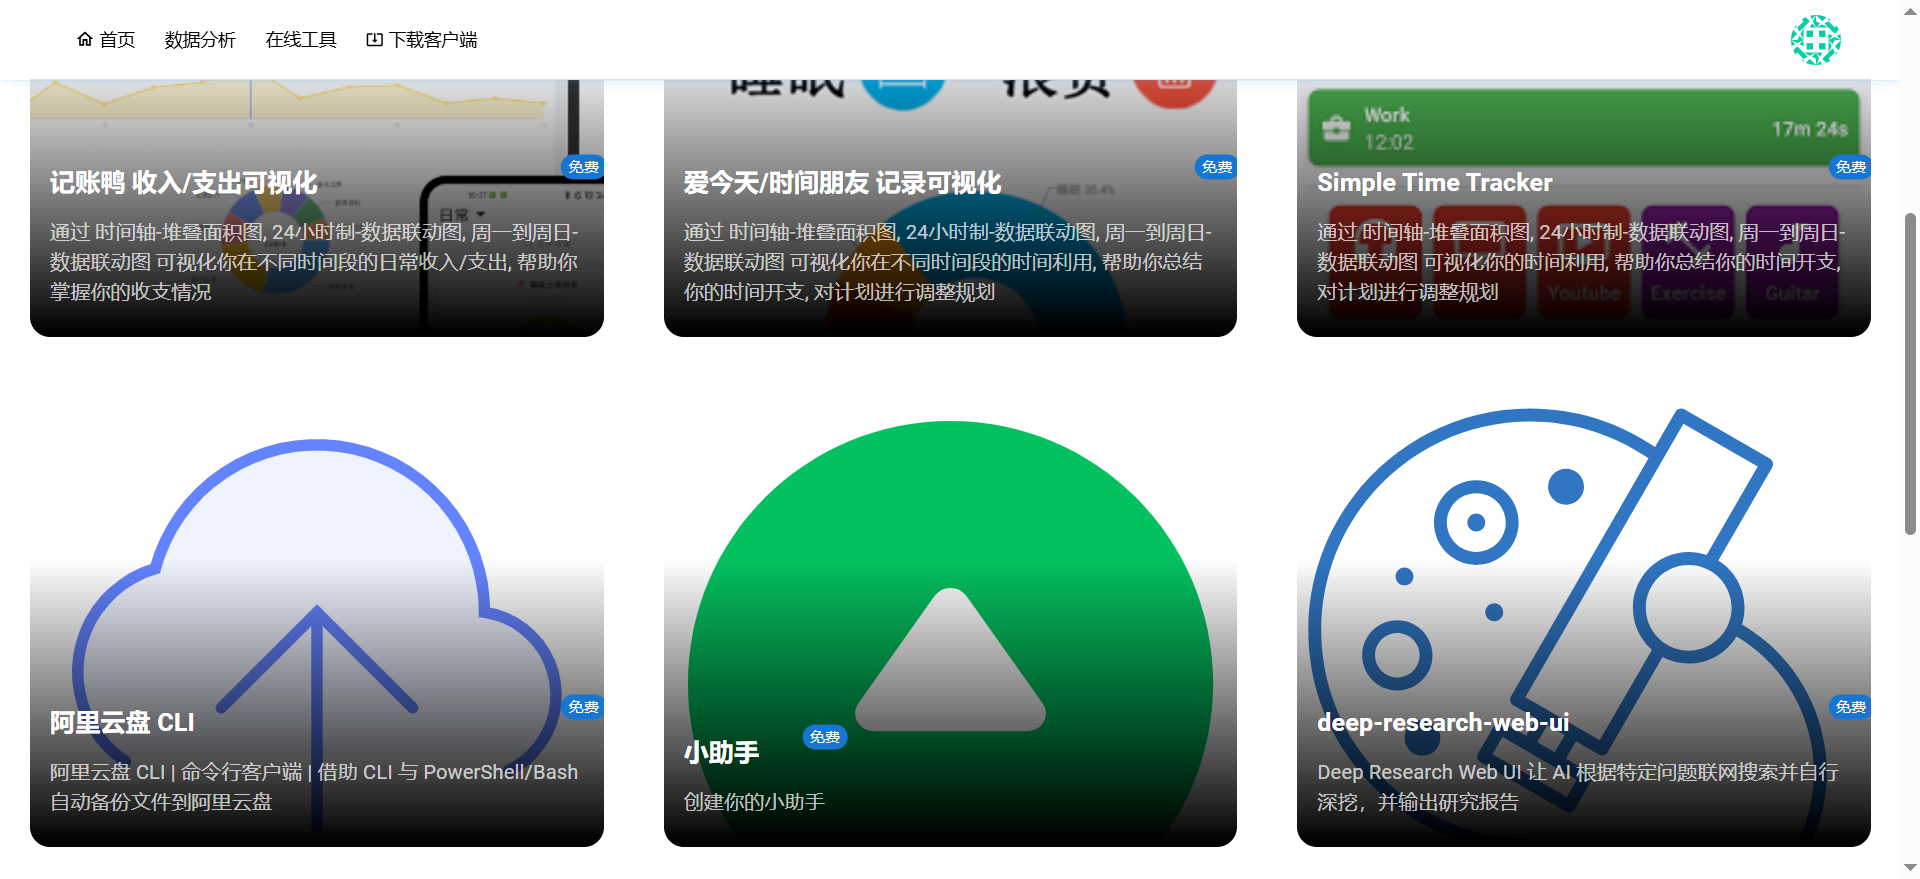 首页 数据分析 在线工具 下载客户端
睡眠 很赞
Work
12:02
17m 24s
免费
免费
免费
记账鸭 收入/支出可视化
爱今天/时间朋友 记录可视化
睡眠 35.4%
Simple Time Tracker
日常
通过 时间轴-堆叠面积图, 24小时制-数据联动图, 周一到周日-
数据联动图 可视化你在不同时间段的日常收入/支出, 帮助你
掌握你的收支情况
通过 时间轴-堆叠面积图, 24小时制-数据联动图, 周一到周日-
数据联动图 可视化你在不同时间段的时间利用, 帮助你总结
你的时间开支, 对计划进行调整规划
通过 时间轴-堆叠面积图, 24小时制-数据联动图, 周一到周日-
数据联动图 可视化你的时间利用, 帮助你总结你的时间开支,
对计划进行调整规划
Youtube
Exercise
Guitar
免费
阿里云盘 CLI
阿里云盘 CLI | 命令行客户端 | 借助 CLI 与 PowerShell/Bash
自动备份文件到阿里云盘
免费
小助手
创建你的小助手
免费
deep-research-web-ui
Deep Research Web UI 让 AI 根据特定问题联网搜索并自行
深挖，并输出研究报告